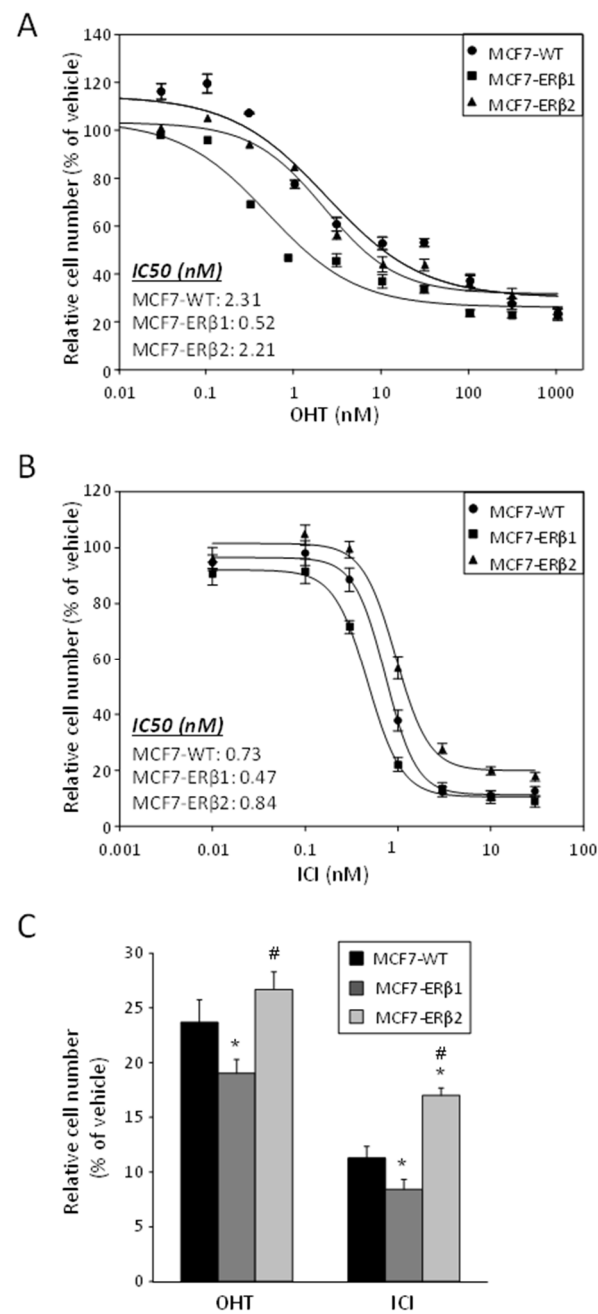 A
140
120
100
80
60
40
20
0
Relative cell number (% of vehicle)
MCF7-WT
MCF7-ERβ1
MCF7-ERβ2
IC50 (nM)
MCF7-WT: 2.31
MCF7-ERβ1: 0.52
MCF7-ERβ2: 2.21
0.01 0.1 1 10 100 1000
OHT (nM)
B
120
100
80
60
40
20
0
Relative cell number (% of vehicle)
MCF7-WT
MCF7-ERβ1
MCF7-ERβ2
IC50 (nM)
MCF7-WT: 0.73
MCF7-ERβ1: 0.47
MCF7-ERβ2: 0.84
0.001 0.01 0.1 1 10 100
ICI (nM)
C
30
25
20
15
10
5
0
Relative cell number
(% of vehicle)
MCF7-WT
MCF7-ERβ1
MCF7-ERβ2
#
*
#
*
*
OHT ICI